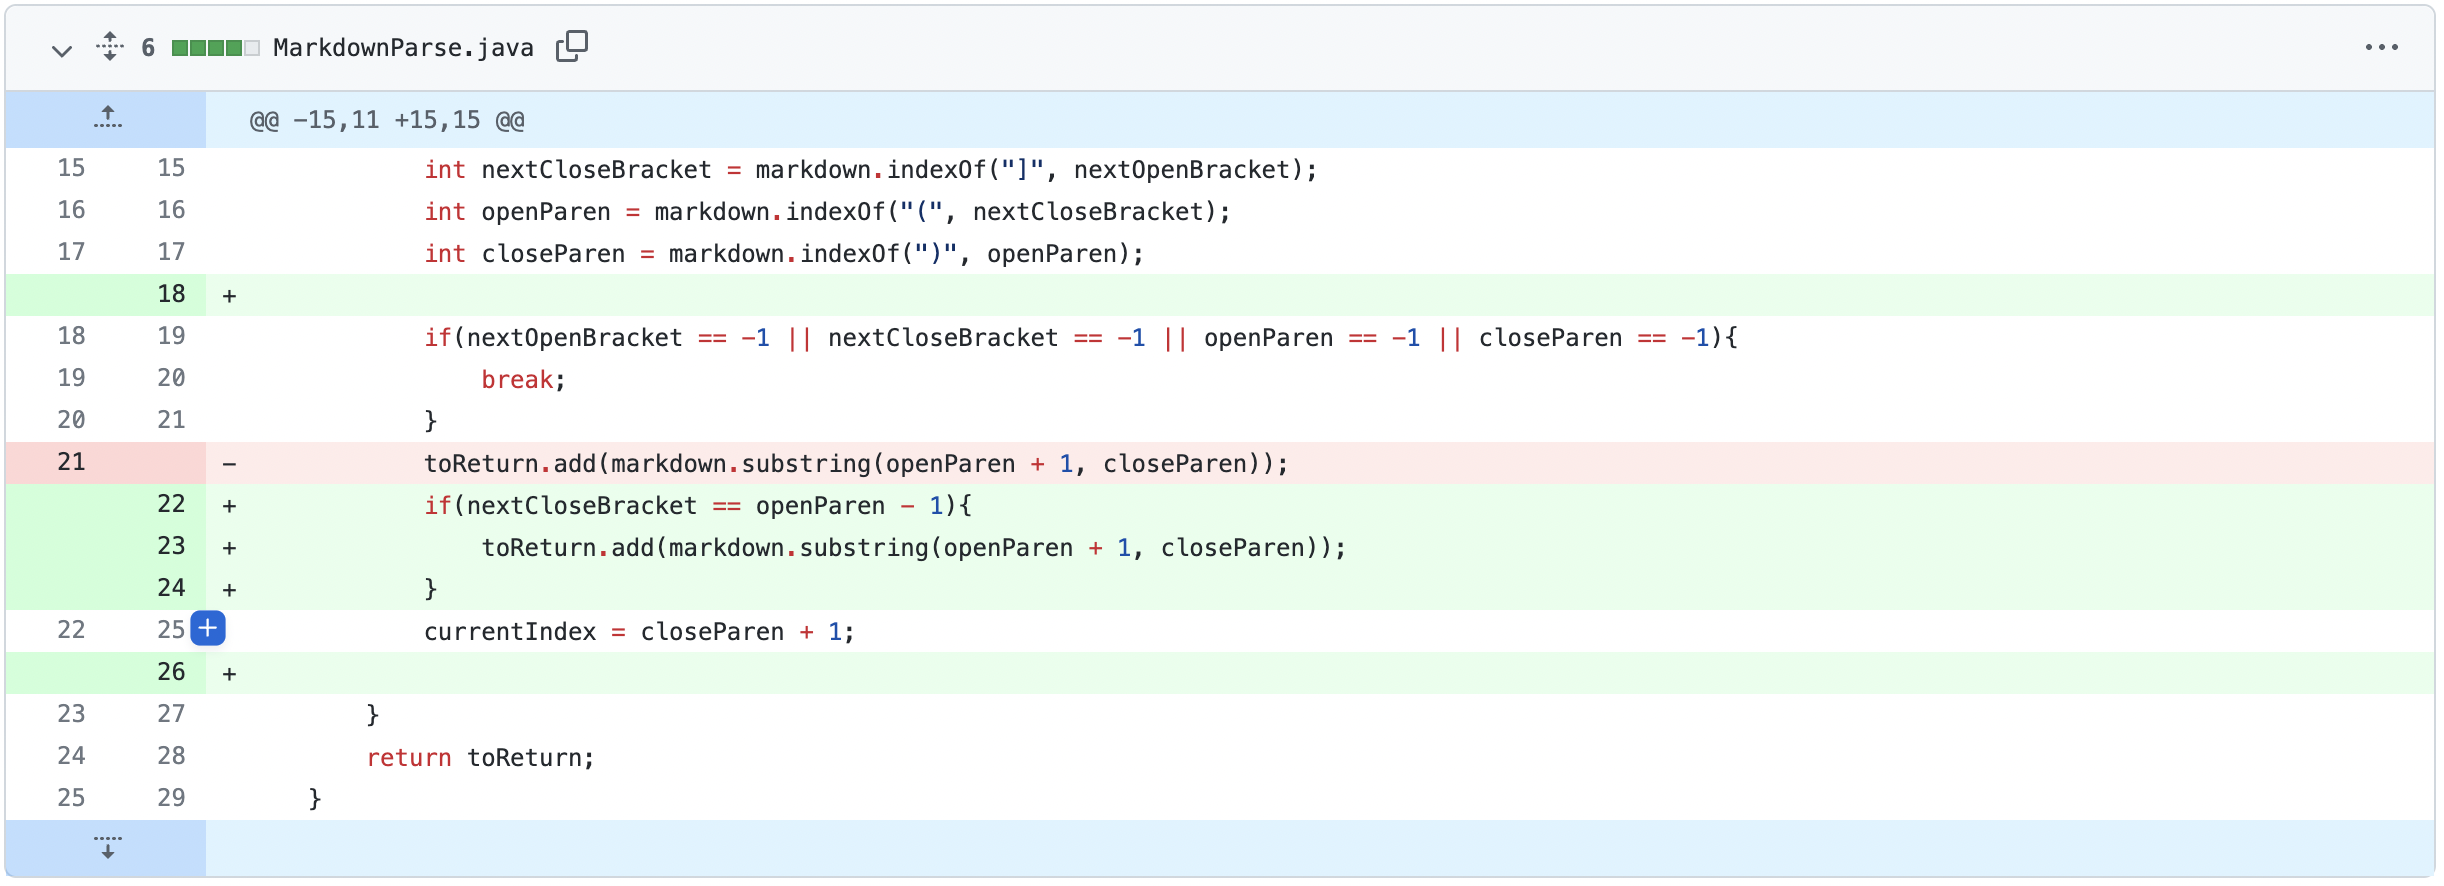 6 MarkdownParse.java
@@ -15,11 +15,15 @@
15 15 int nextCloseBracket = markdown.indexOf("]", nextOpenBracket);
16 16 int openParen = markdown.indexOf("(", nextCloseBracket);
17 17 int closeParen = markdown.indexOf(")", openParen);
18 +
18 19 if(nextOpenBracket == -1 || nextCloseBracket == -1 || openParen == -1 || closeParen == -1){
19 20 break;
20 21 }
21 - toReturn.add(markdown.substring(openParen + 1, closeParen));
22 + if(nextCloseBracket == openParen - 1){
23 + toReturn.add(markdown.substring(openParen + 1, closeParen));
24 + }
22 25 currentIndex = closeParen + 1;
26 +
23 27 }
24 28 return toReturn;
25 29 }